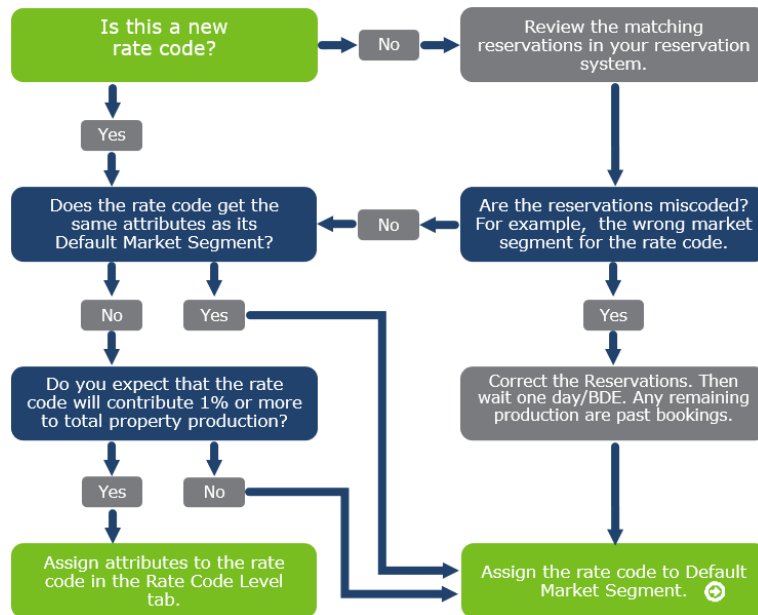 Is this a new
rate code?
No
Review the matching
reservations in your reservation
system.
Yes
Does the rate code get the
same attributes as its
Default Market Segment?
No
Are the reservations miscoded?
For example,  the wrong market
segment for the rate code.
No
Yes
Yes
Do you expect that the rate
code will contribute 1% or more
to total property production?
Correct the Reservations. Then
wait one day/BDE. Any remaining
production are past bookings.
Yes
No
Assign attributes to the rate
code in the Rate Code Level
tab.
Assign the rate code to Default
Market Segment.